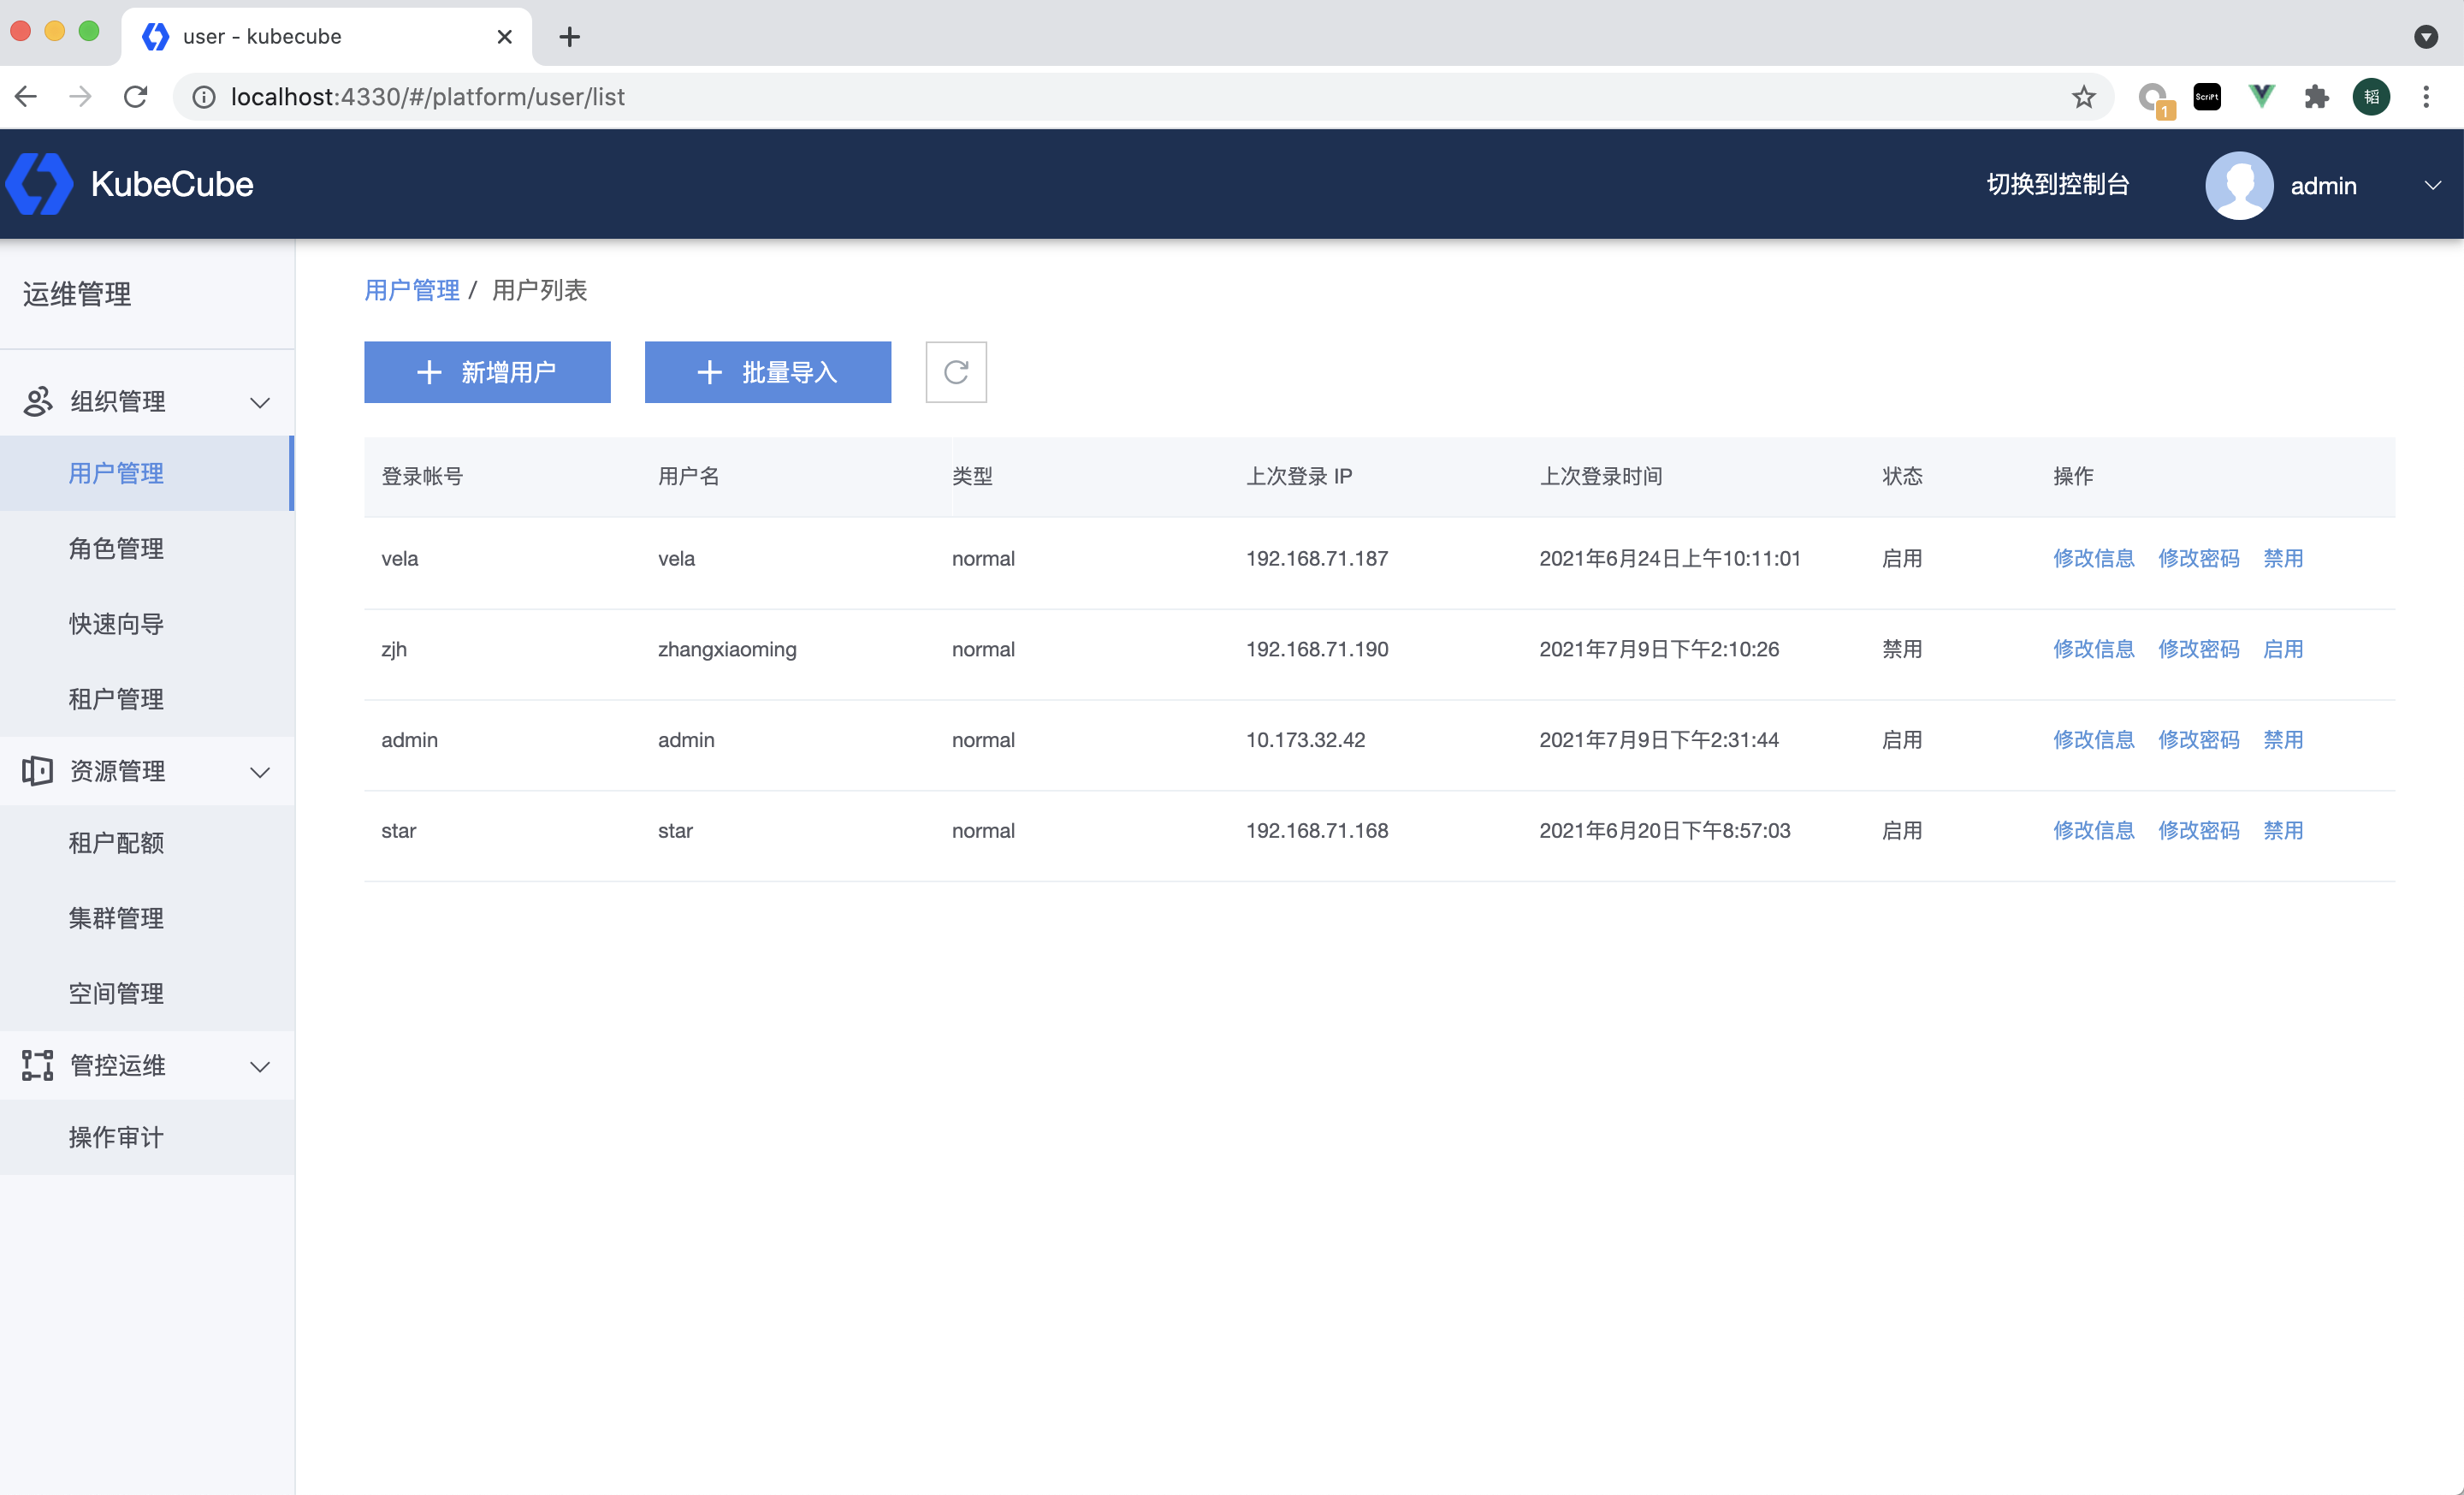 user - kubecube
localhost:4330/#/platform/user/list
1
Script
韬
KubeCube
切换到控制台
admin
运维管理
组织管理
用户管理
角色管理
快速向导
租户管理
资源管理
租户配额
集群管理
空间管理
管控运维
操作审计
用户管理 / 用户列表
新增用户 批量导入
登录帐号 用户名 类型 上次登录 IP 上次登录时间 状态 操作
vela vela normal 192.168.71.187 2021年6月24日上午10:11:01 启用 修改信息 修改密码 禁用
zjh zhangxiaoming normal 192.168.71.190 2021年7月9日下午2:10:26 禁用 修改信息 修改密码 启用
admin admin normal 10.173.32.42 2021年7月9日下午2:31:44 启用 修改信息 修改密码 禁用
star star normal 192.168.71.168 2021年6月20日下午8:57:03 启用 修改信息 修改密码 禁用